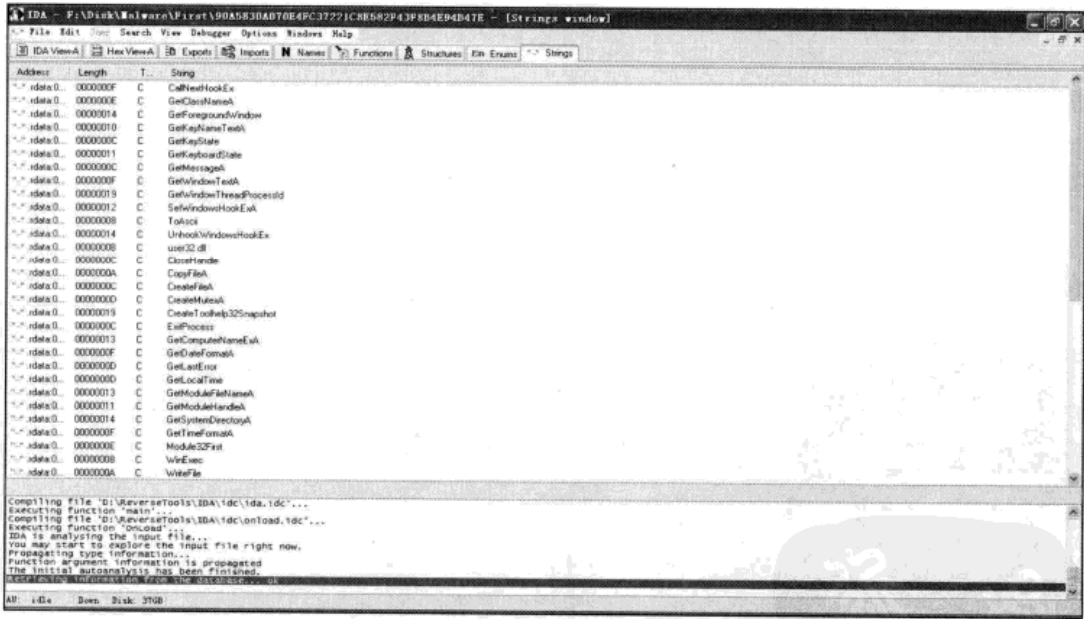 IDA - F:\Disk\Malware\First\90A5830AD70E4FC37221C8E582F43F8B4E94B47E - [Strings window]
File Edit Jump Search View Debugger Options Windows Help
IDA View-A Hex View-A Exports Imports N Names Functions Structures En Enums Strings
Address Length T... String
.rdata:0... 0000000F C CallNextHookEx
.rdata:0... 0000000E C GetClassNameA
.rdata:0... 00000014 C GetForegroundWindow
.rdata:0... 00000010 C GetKeyNameTextA
.rdata:0... 0000000C C GetKeyState
.rdata:0... 00000011 C GetKeyboardState
.rdata:0... 0000000C C GetMessageA
.rdata:0... 0000000F C GetWindowTextA
.rdata:0... 00000019 C GetWindowThreadProcessId
.rdata:0... 00000012 C SetWindowsHookExA
.rdata:0... 00000008 C ToAscii
.rdata:0... 00000014 C UnhookWindowsHookEx
.rdata:0... 0000000B C user32.dll
.rdata:0... 0000000C C CloseHandle
.rdata:0... 0000000A C CopyFileA
.rdata:0... 0000000C C CreateFileA
.rdata:0... 0000000D C CreateMutexA
.rdata:0... 00000019 C CreateToolhelp32Snapshot
.rdata:0... 0000000C C ExitProcess
.rdata:0... 00000013 C GetComputerNameExA
.rdata:0... 0000000F C GetDateFormatA
.rdata:0... 0000000D C GetLastError
.rdata:0... 0000000D C GetLocalTime
.rdata:0... 00000013 C GetModuleFileNameA
.rdata:0... 00000011 C GetModuleHandleA
.rdata:0... 00000014 C GetSystemDirectoryA
.rdata:0... 0000000F C GetTimeFormatA
.rdata:0... 0000000E C Module32First
.rdata:0... 00000008 C WinExec
.rdata:0... 0000000A C WriteFile
Compiling file 'D:\ReverseTools\IDA\idc\ida.idc'...
Executing function 'main'...
Compiling file 'D:\ReverseTools\IDA\idc\onload.idc'...
Executing function 'OnLoad'...
IDA is analysing the input file...
You may start to explore the input file right now.
Propagating type information...
Function argument information is propagated
The initial autoanalysis has been finished.
Retrieving information from the database... ok
AU: idle Down Disk: 37GB